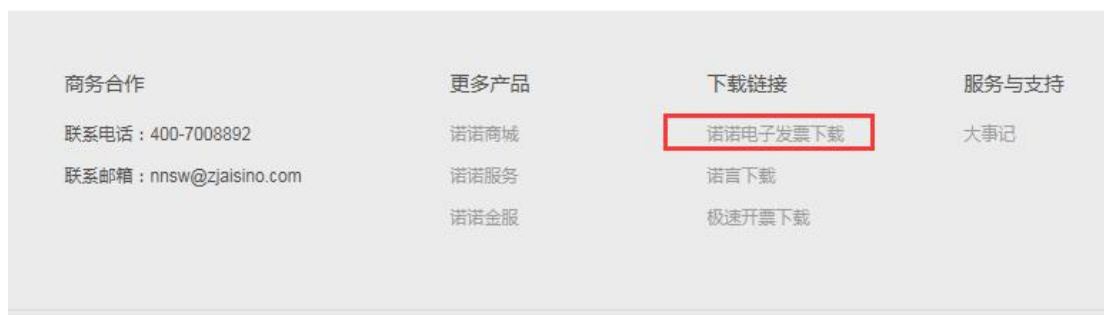 商务合作
联系电话：400-7008892
联系邮箱：nnsw@zjaisino.com
更多产品
诺诺商城
诺诺服务
诺诺金服
下载链接
诺诺电子发票下载
诺言下载
极速开票下载
服务与支持
大事记